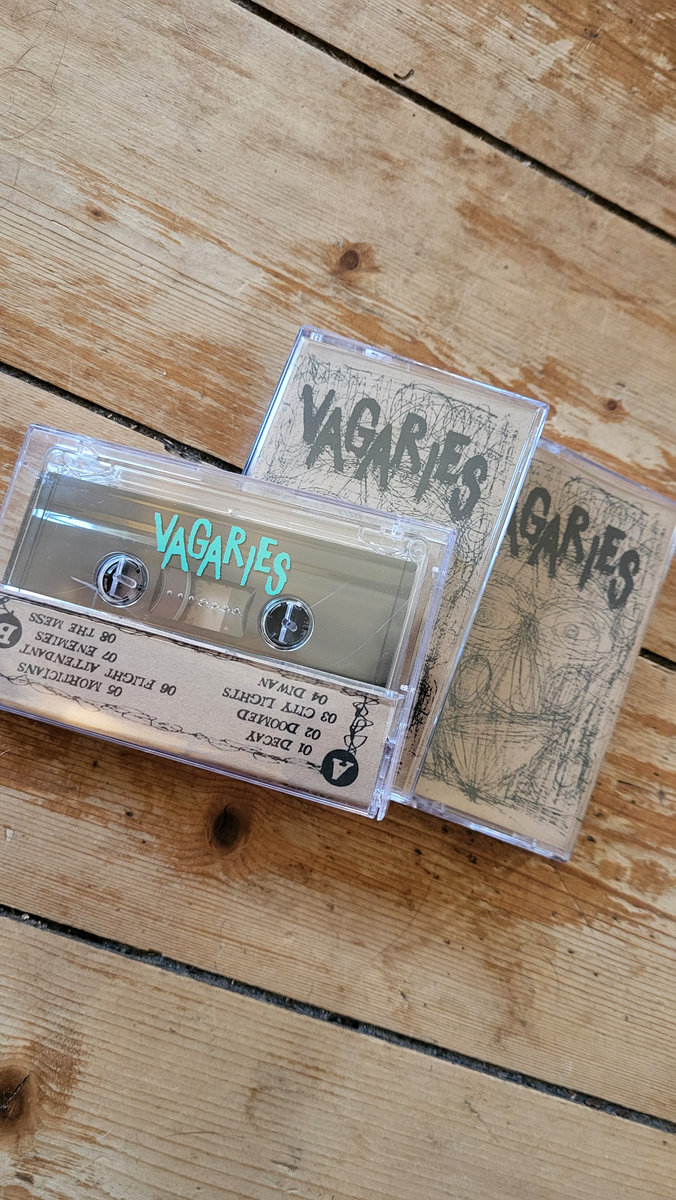 VAGARIES
AGARIES
VAGARIES
A
01 DECAY
02 DOOMED
03 CITY LIGHTS
04 DIWAN
B
05 MORTICIANS
06 FLIGHT ATTENDANT
07 ENEMIES
08 THE MESS